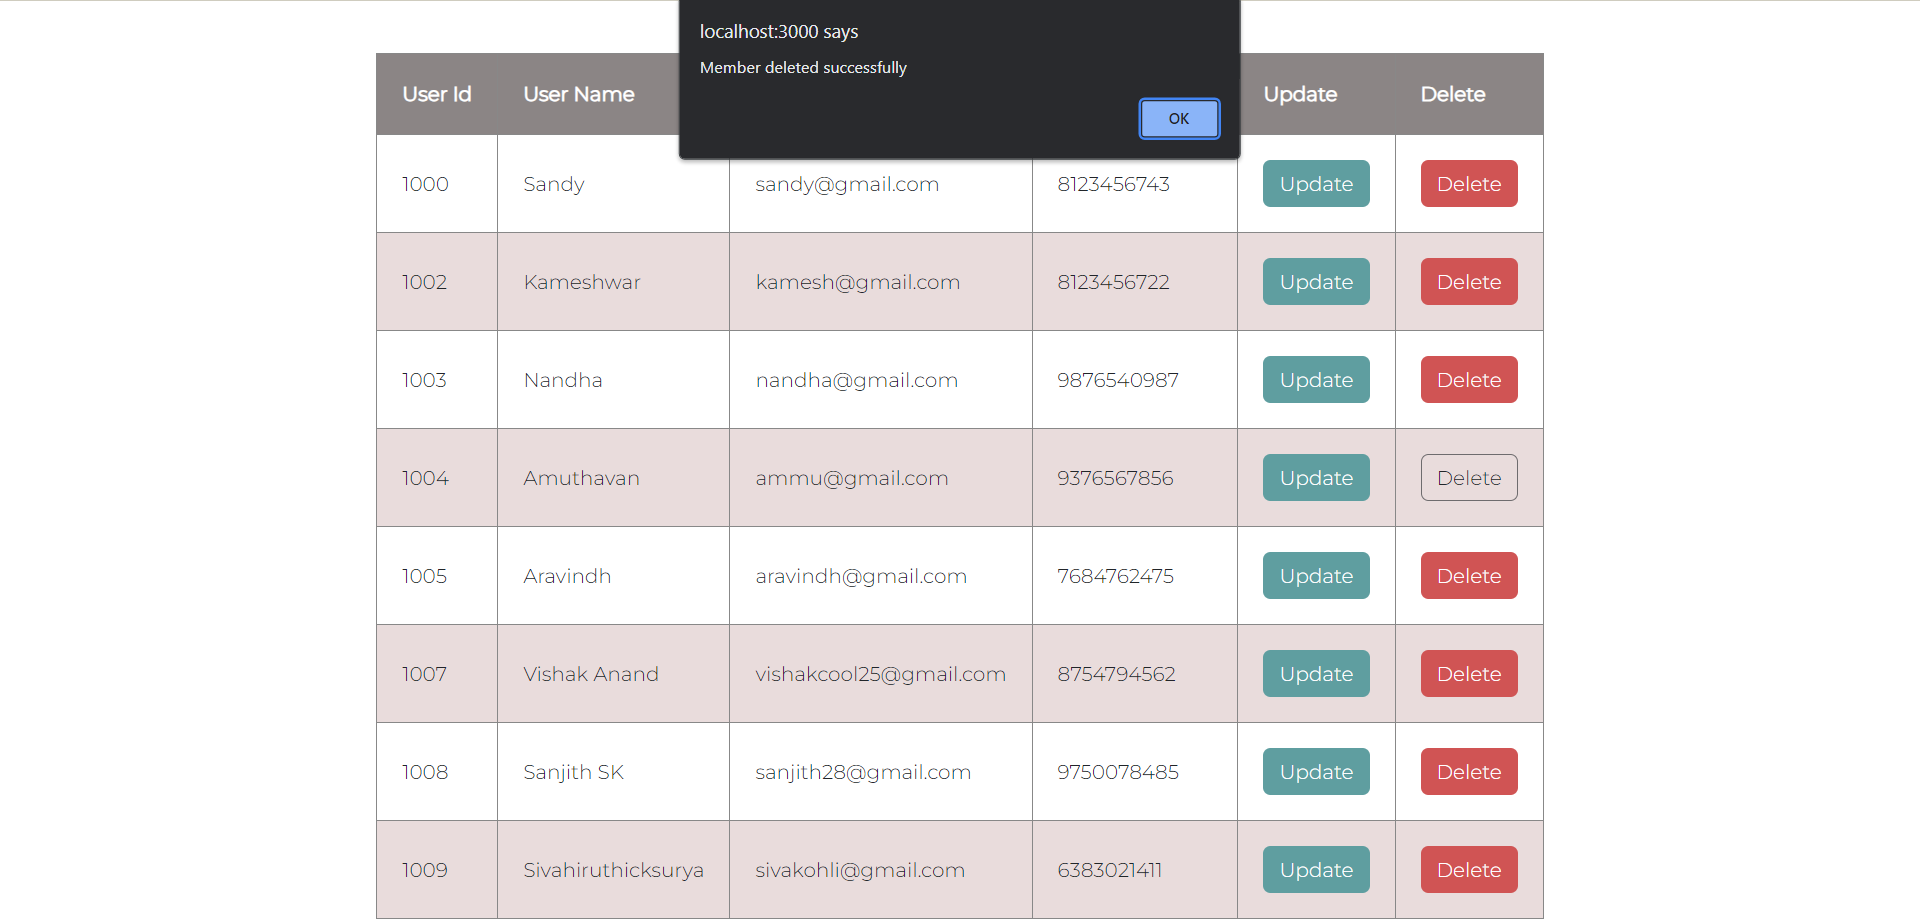 localhost:3000 says
Member deleted successfully
OK
User Id User Name Update Delete
1000 Sandy sandy@gmail.com 8123456743 Update Delete
1002 Kameshwar kamesh@gmail.com 8123456722 Update Delete
1003 Nandha nandha@gmail.com 9876540987 Update Delete
1004 Amuthavan ammu@gmail.com 9376567856 Update Delete
1005 Aravindh aravindh@gmail.com 7684762475 Update Delete
1007 Vishak Anand vishakcool25@gmail.com 8754794562 Update Delete
1008 Sanjith SK sanjith28@gmail.com 9750078485 Update Delete
1009 Sivahiruthicksurya sivakohli@gmail.com 6383021411 Update Delete